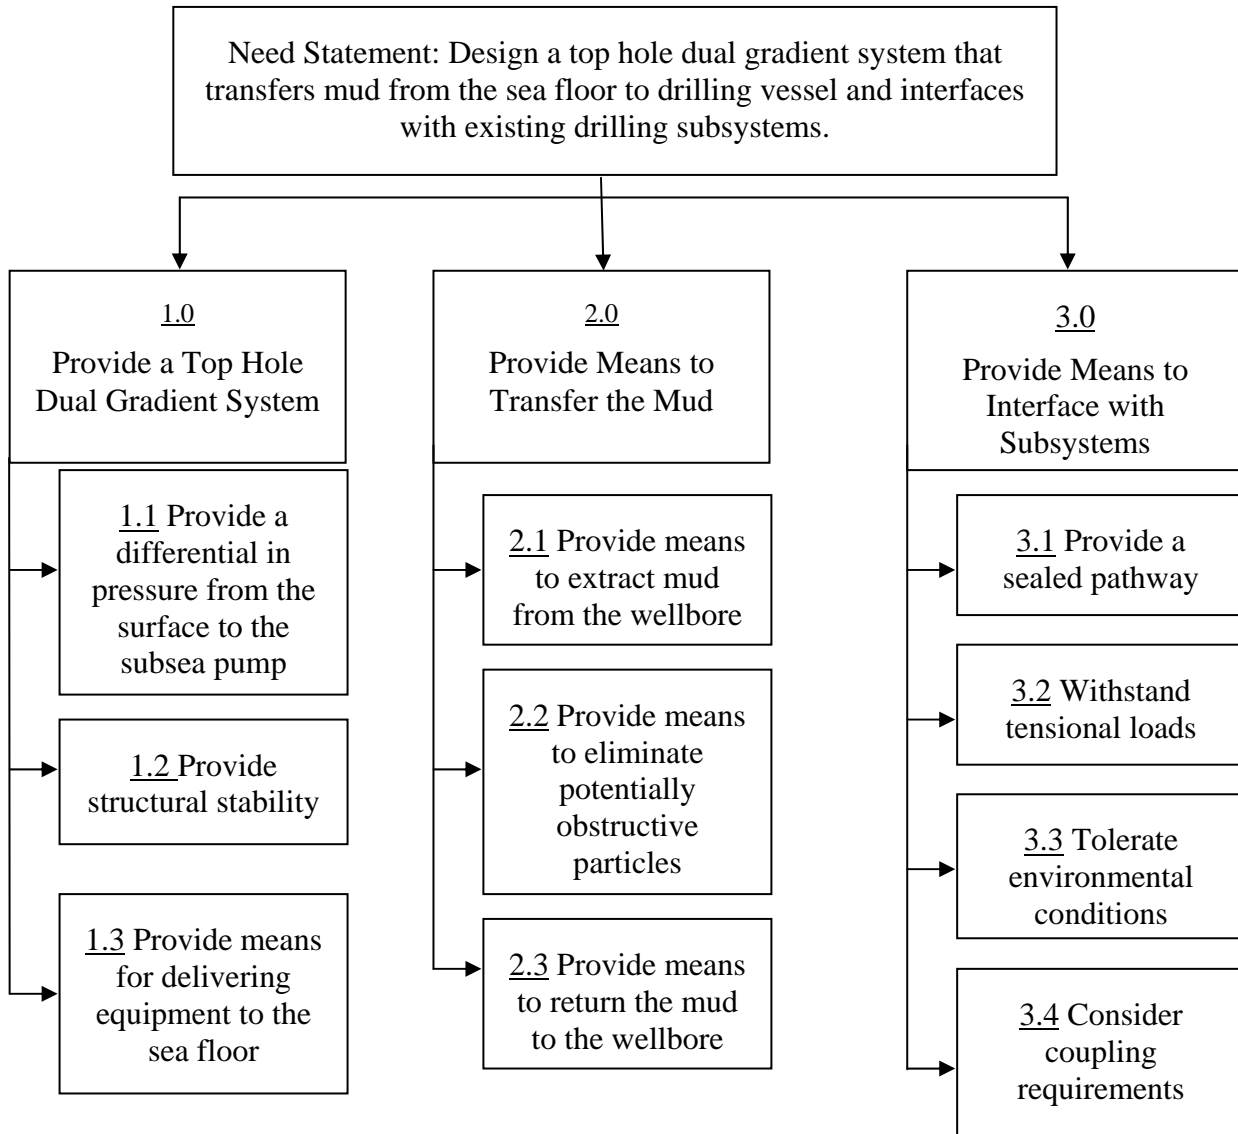 Need Statement: Design a top hole dual gradient system that
transfers mud from the sea floor to drilling vessel and interfaces
with existing drilling subsystems.
1.0
Provide a Top Hole
Dual Gradient System
1.1 Provide a
differential in
pressure from the
surface to the
subsea pump
1.2 Provide
structural stability
1.3 Provide means
for delivering
equipment to the
sea floor
2.0
Provide Means to
Transfer the Mud
2.1 Provide means
to extract mud
from the wellbore
2.2 Provide means
to eliminate
potentially
obstructive
particles
2.3 Provide means
to return the mud
to the wellbore
3.0
Provide Means to
Interface with
Subsystems
3.1 Provide a
sealed pathway
3.2 Withstand
tensional loads
3.3 Tolerate
environmental
conditions
3.4 Consider
coupling
requirements